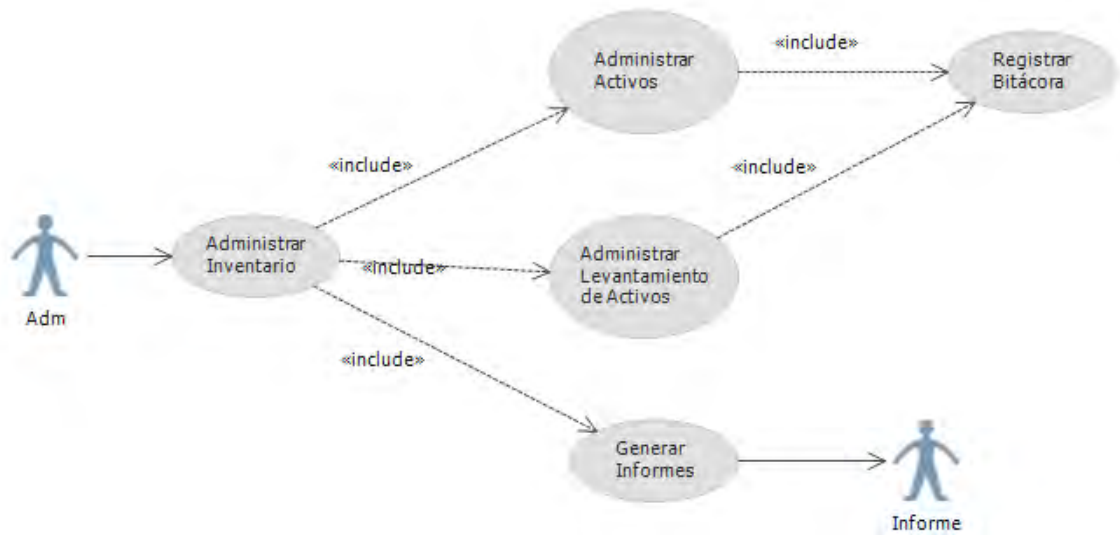 Administrar
Activos
«include»
Registrar
Bitácora
«include»
«include»
Administrar
Inventario
«include»
Administrar
Levantamiento
de Activos
Adm
«include»
Generar
Informes
Informe